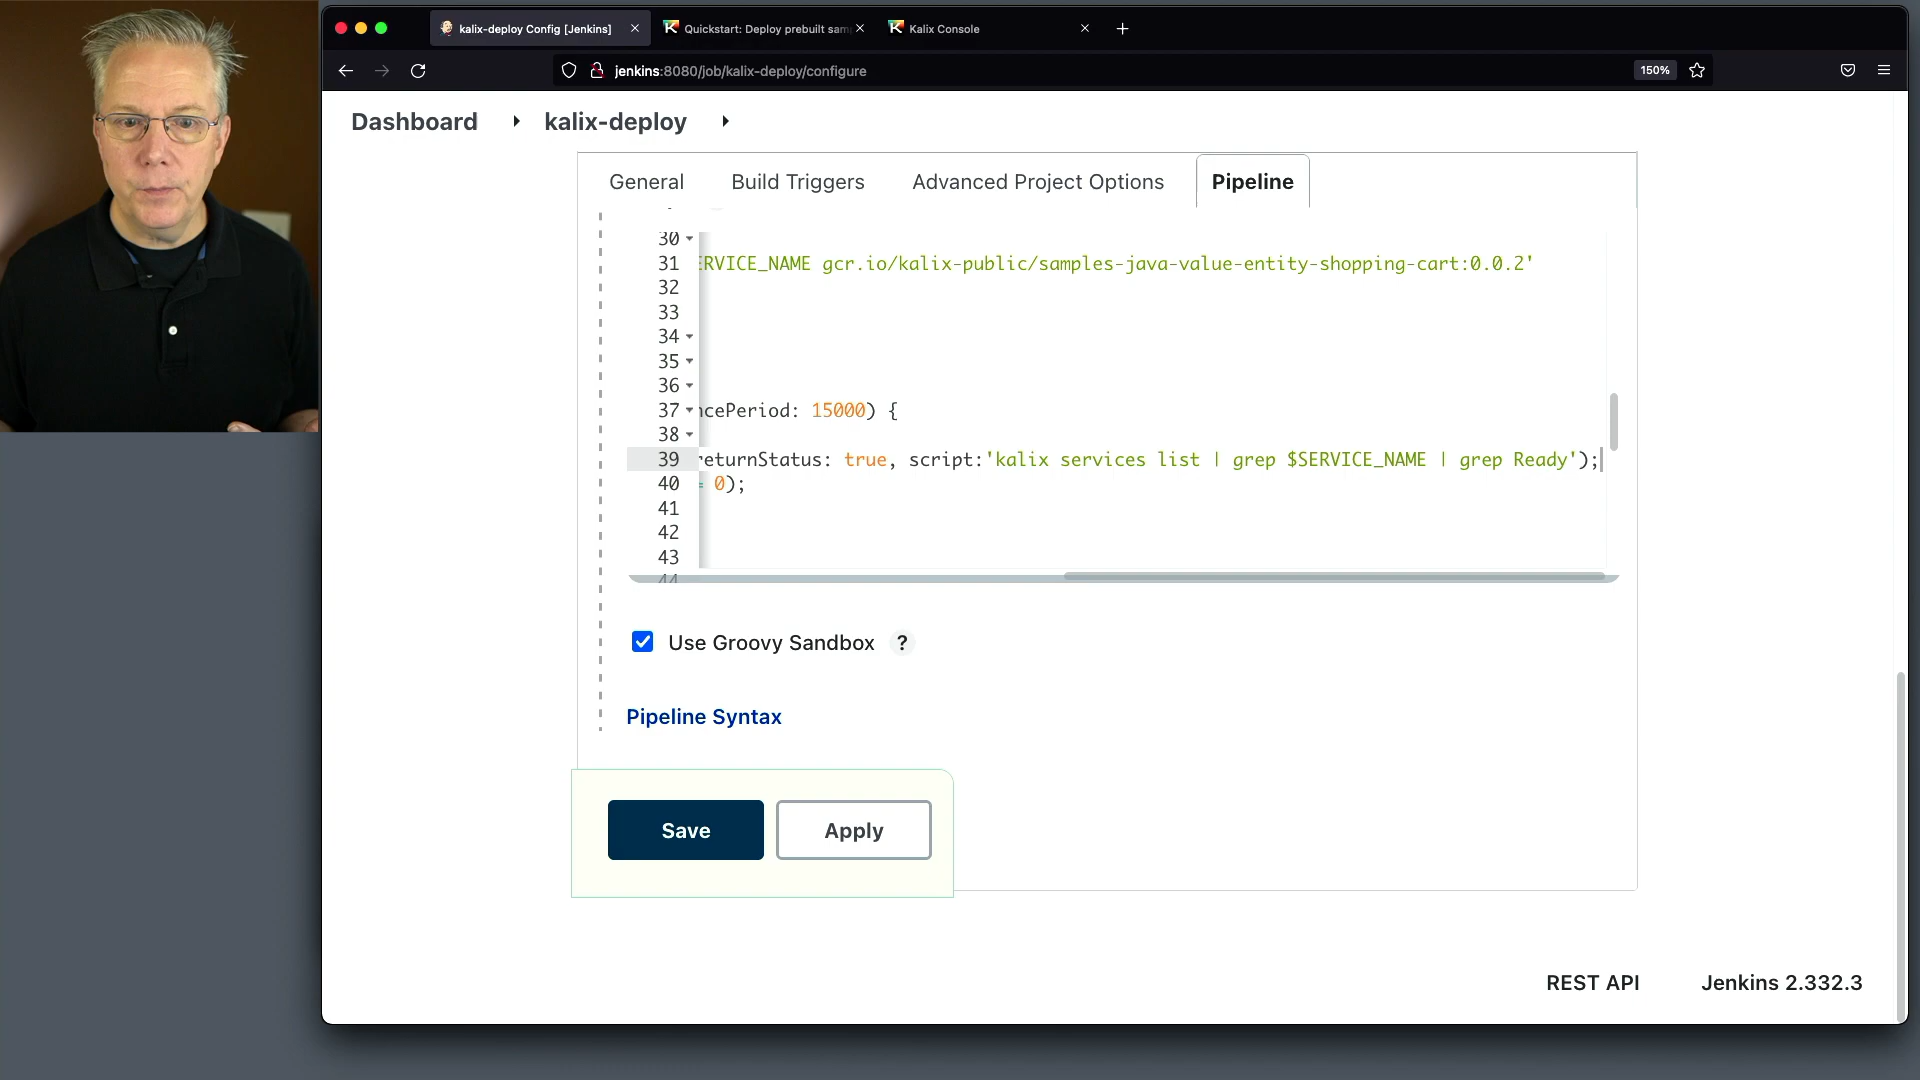 kalix-deploy Config [Jenkins]
Quickstart: Deploy prebuilt sam
Kalix Console
jenkins:8080/job/kalix-deploy/configure
150%
Dashboard
kalix-deploy
General
Build Triggers
Advanced Project Options
Pipeline
30
31 ERVICE_NAME gcr.io/kalix-public/samples-java-value-entity-shopping-cart:0.0.2'
32
33
34
35
36
37 ncePeriod: 15000) {
38
39 returnStatus: true, script:'kalix services list | grep $SERVICE_NAME | grep Ready');
40 = 0);
41
42
43
44
Use Groovy Sandbox ?
Pipeline Syntax
Save
Apply
REST API
Jenkins 2.332.3